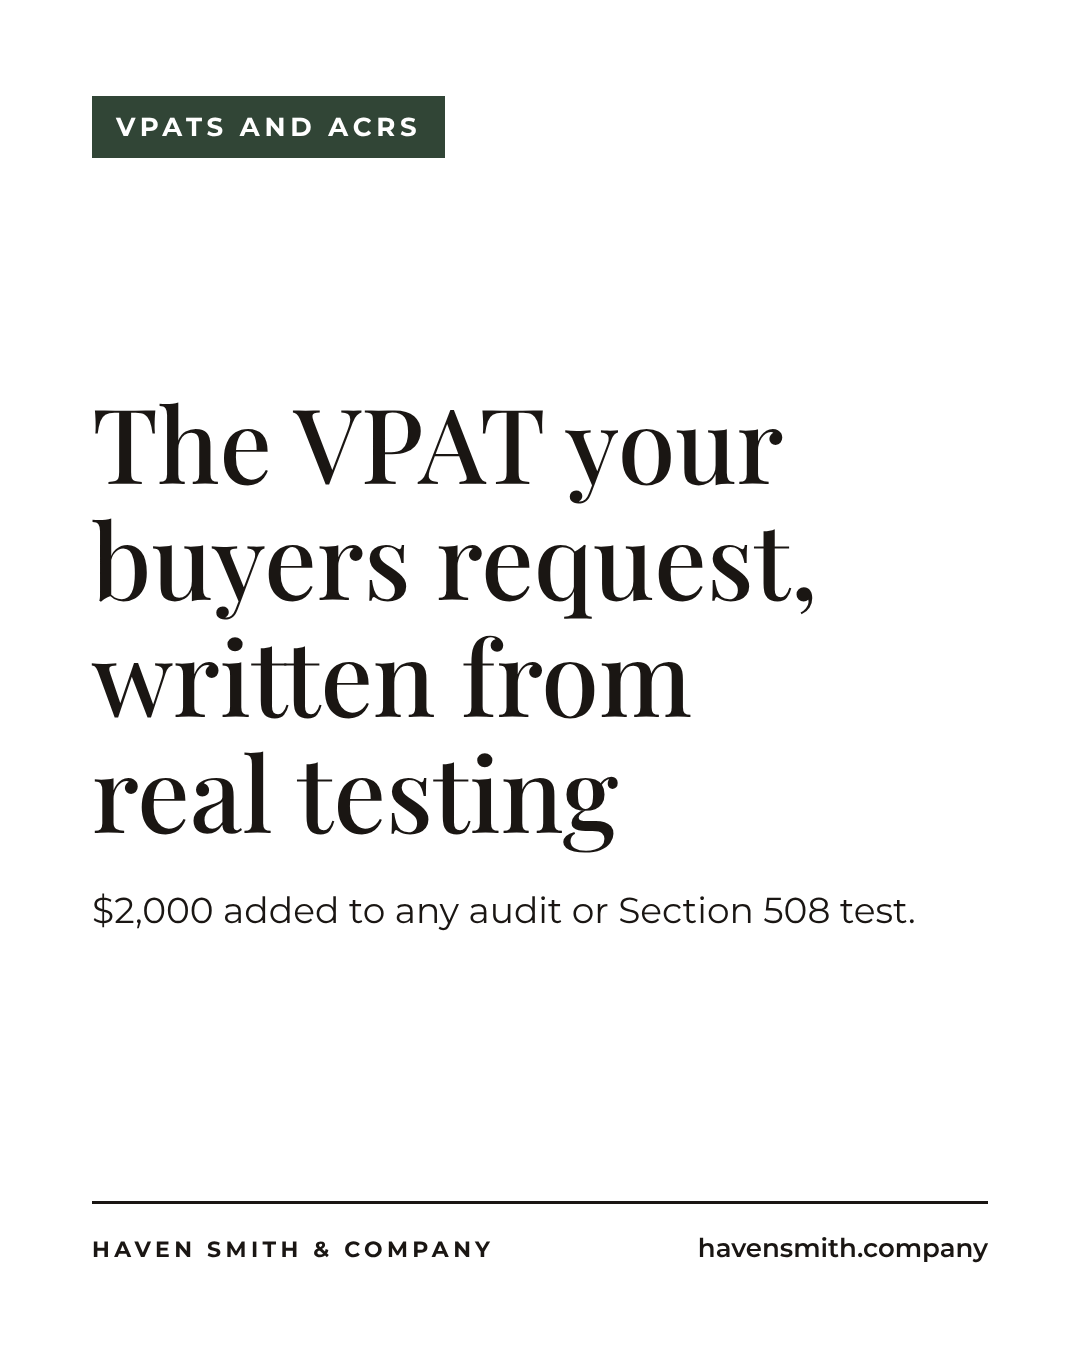 VPATS AND ACRS
The VPAT your
buyers request,
written from
real testing
$2,000 added to any audit or Section 508 test.
HAVEN SMITH & COMPANY
havensmith.company